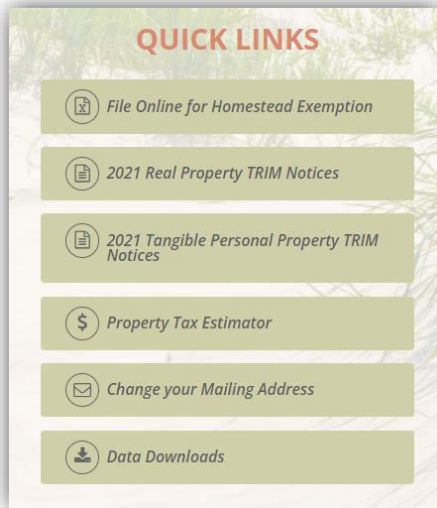 QUICK LINKS
File Online for Homestead Exemption
2021 Real Property TRIM Notices
2021 Tangible Personal Property TRIM
Notices
Property Tax Estimator
Change your Mailing Address
Data Downloads